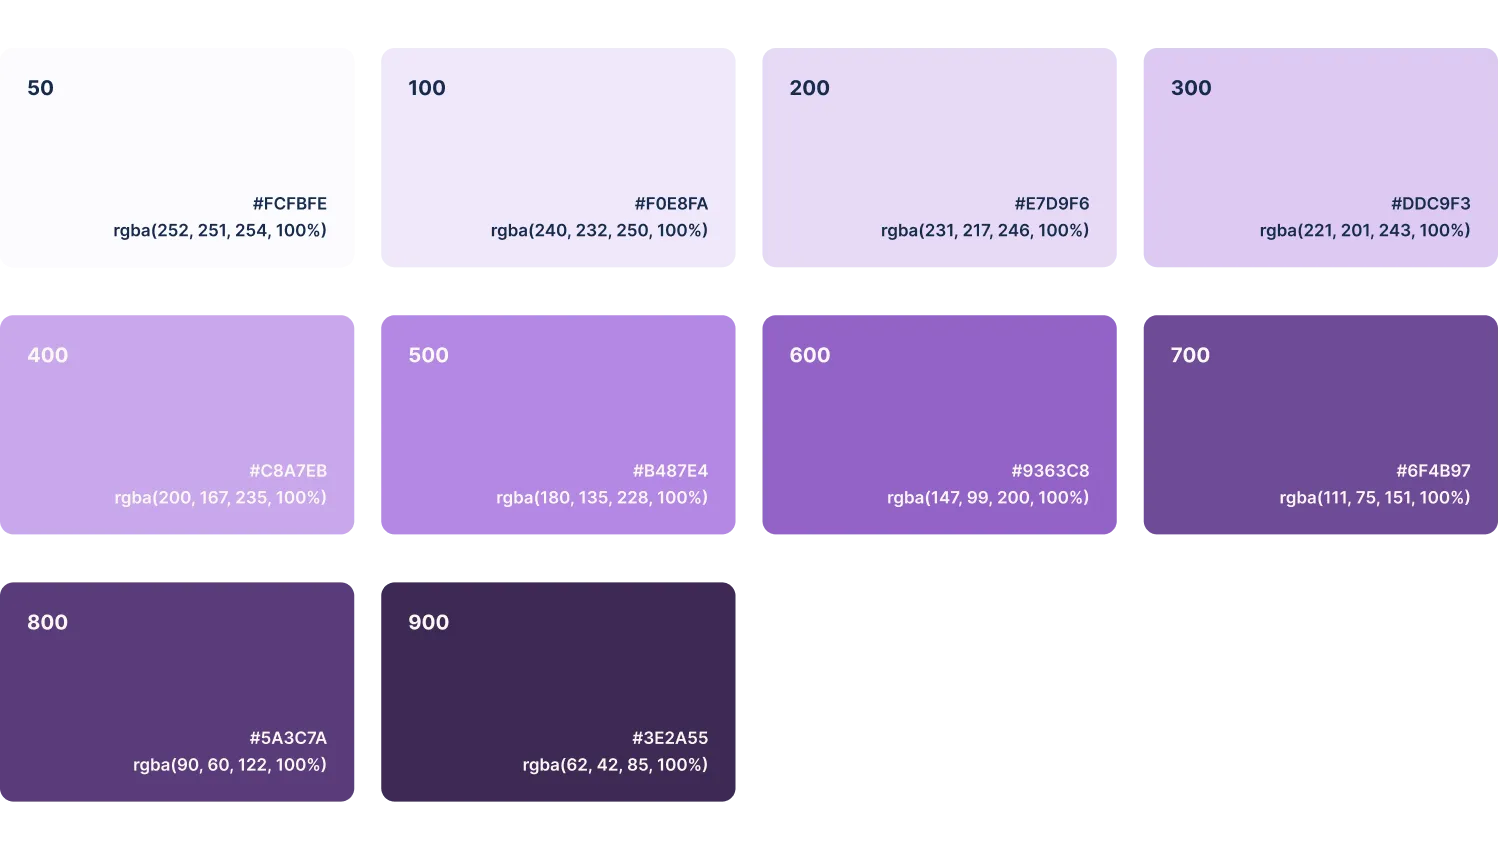 50
#FCFBFE
rgba(252, 251, 254, 100%)
100
#F0E8FA
rgba(240, 232, 250, 100%)
200
#E7D9F6
rgba(231, 217, 246, 100%)
300
#DDC9F3
rgba(221, 201, 243, 100%)
400
#C8A7EB
rgba(200, 167, 235, 100%)
500
#B487E4
rgba(180, 135, 228, 100%)
600
#9363C8
rgba(147, 99, 200, 100%)
700
#6F4B97
rgba(111, 75, 151, 100%)
800
#5A3C7A
rgba(90, 60, 122, 100%)
900
#3E2A55
rgba(62, 42, 85, 100%)